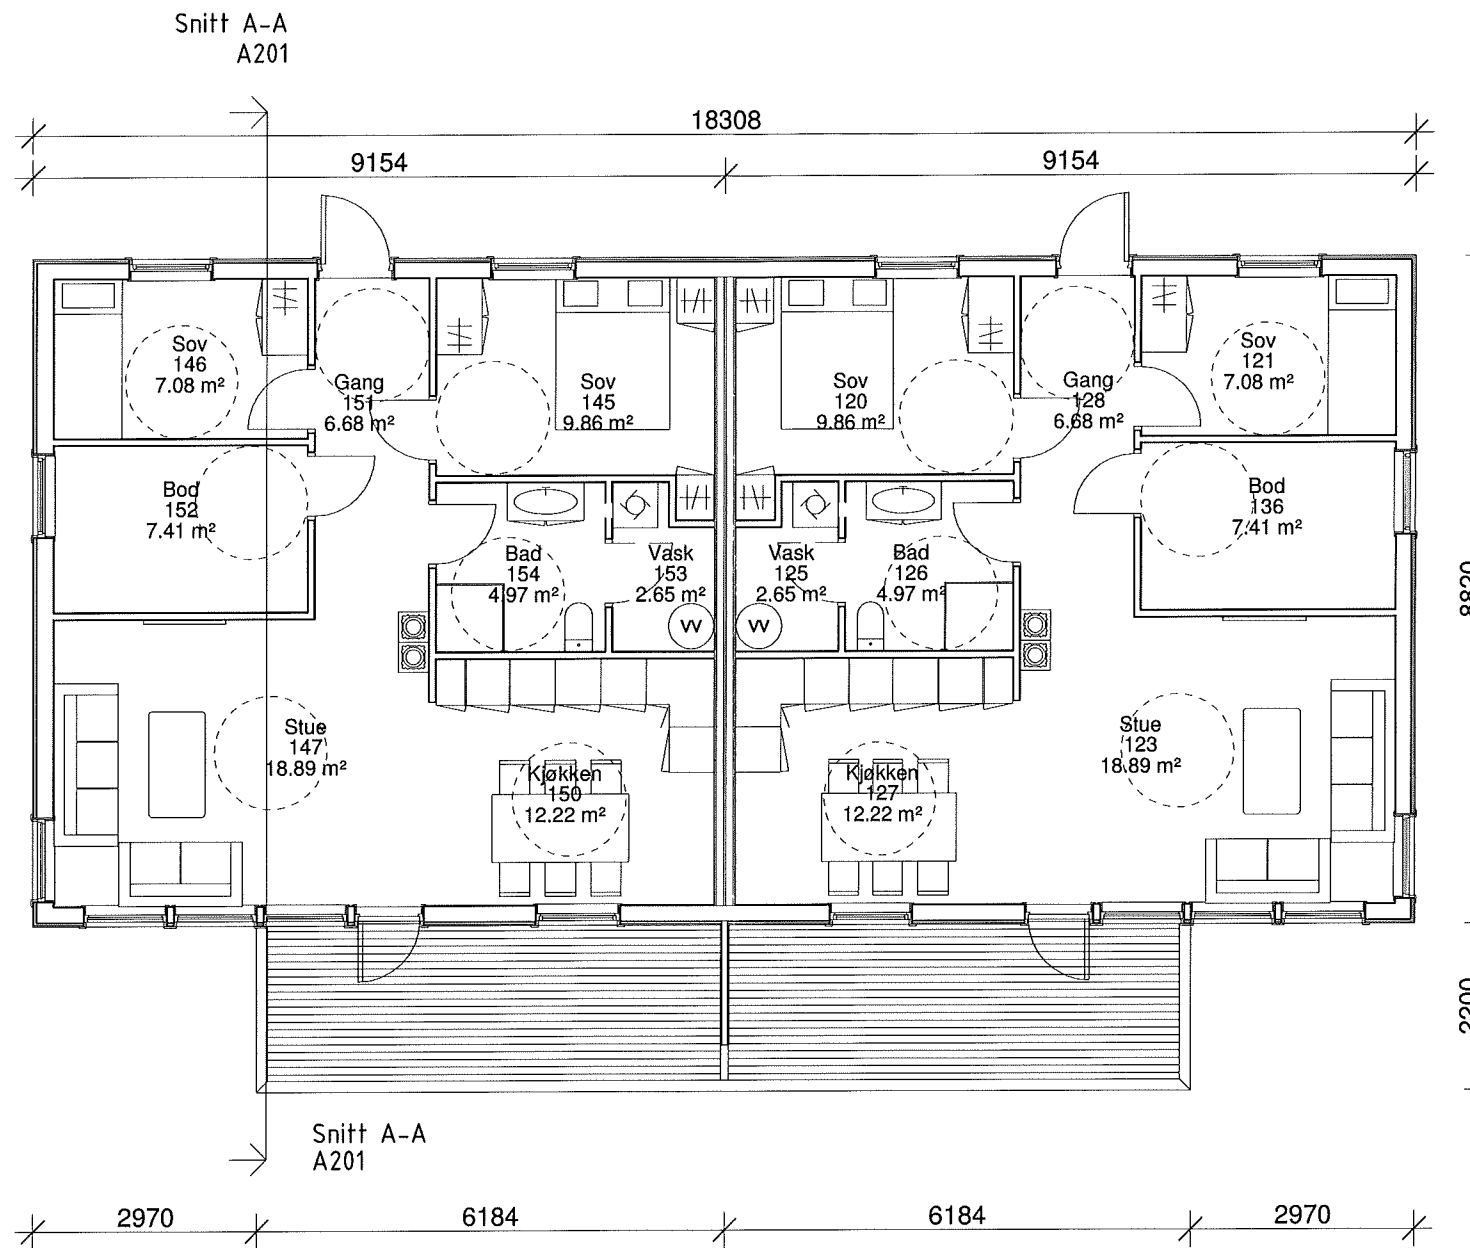 Snitt A-A
A201
18308
9154
9154
Sov
146
7.08 m²
Gang
151
6.68 m²
Sov
145
9.86 m²
Sov
120
9.86 m²
Gang
128
6.68 m²
Sov
121
7.08 m²
Bod
152
7.41 m²
Bad
154
4.97 m²
Vask
153
2.65 m²
W
Vask
125
2.65 m²
W
Bad
126
4.97 m²
Bod
136
7.41 m²
Stue
147
18.89 m²
Kjøkken
150
12.22 m²
Kjøkken
127
12.22 m²
Stue
123
18.89 m²
Snitt A-A
A201
2970
6184
6184
2970